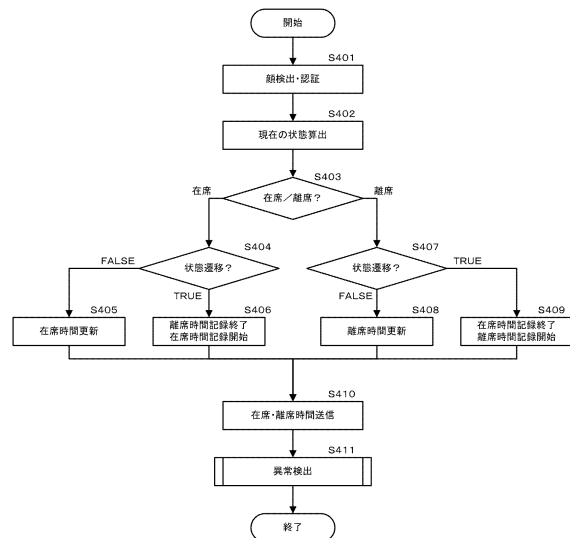 開始
S401
顔検出・認証
S402
現在の状態算出
S403
在席／離席？
在席
離席
S404
状態遷移？
FALSE
TRUE
S407
状態遷移？
TRUE
FALSE
S405
在席時間更新
S406
離席時間記録終了
在席時間記録開始
S408
離席時間更新
S409
在席時間記録終了
離席時間記録開始
S410
在席・離席時間送信
S411
異常検出
終了